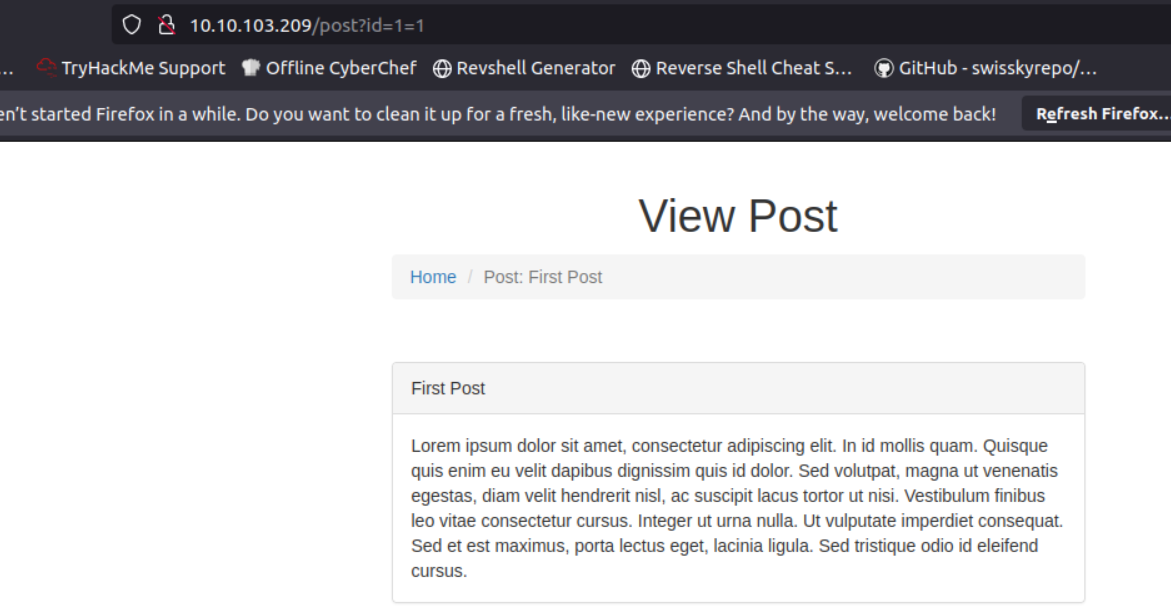 10.10.103.209/post?id=1=1
... TryHackMe Support Offline CyberChef Revshell Generator Reverse Shell Cheat S... GitHub - swisskyrepo/...
en't started Firefox in a while. Do you want to clean it up for a fresh, like-new experience? And by the way, welcome back! Refresh Firefox...
View Post
Home / Post: First Post
First Post
Lorem ipsum dolor sit amet, consectetur adipiscing elit. In id mollis quam. Quisque
quis enim eu velit dapibus dignissim quis id dolor. Sed volutpat, magna ut venenatis
egestas, diam velit hendrerit nisl, ac suscipit lacus tortor ut nisi. Vestibulum finibus
leo vitae consectetur cursus. Integer ut urna nulla. Ut vulputate imperdiet consequat.
Sed et est maximus, porta lectus eget, lacinia ligula. Sed tristique odio id eleifend
cursus.